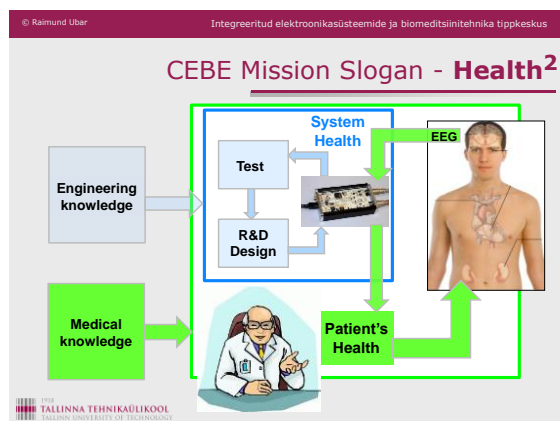 © Raimund Ubar
Integreeritud elektroonikasüsteemide ja biomeditsiinitehnika tippkeskus
CEBE Mission Slogan - Health2
System
Health
EEG
Test
Engineering
knowledge
R&D
Design
Medical
knowledge
Patient's
Health
1918
TALLINNA TEHNIKAÜLIKOOL
TALLINN UNIVERSITY OF TECHNOLOGY